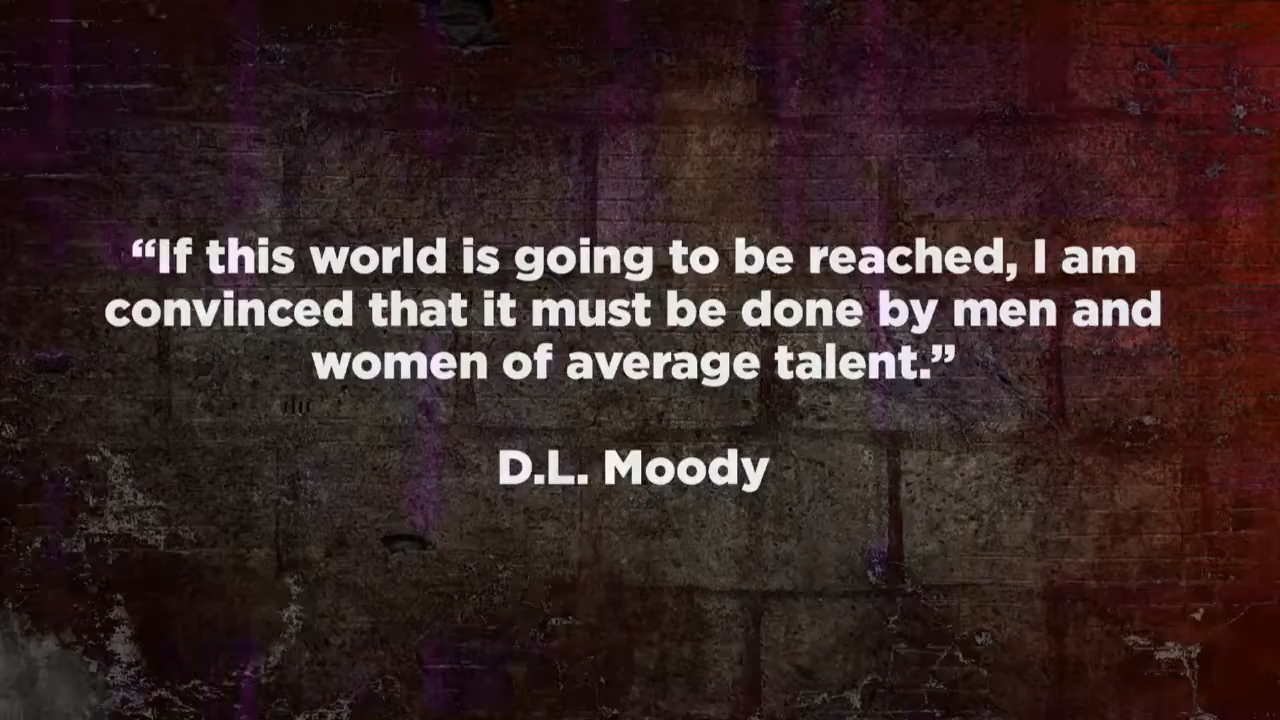 “If this world is going to be reached, I am
convinced that it must be done by men and
women of average talent.”
D.L. Moody